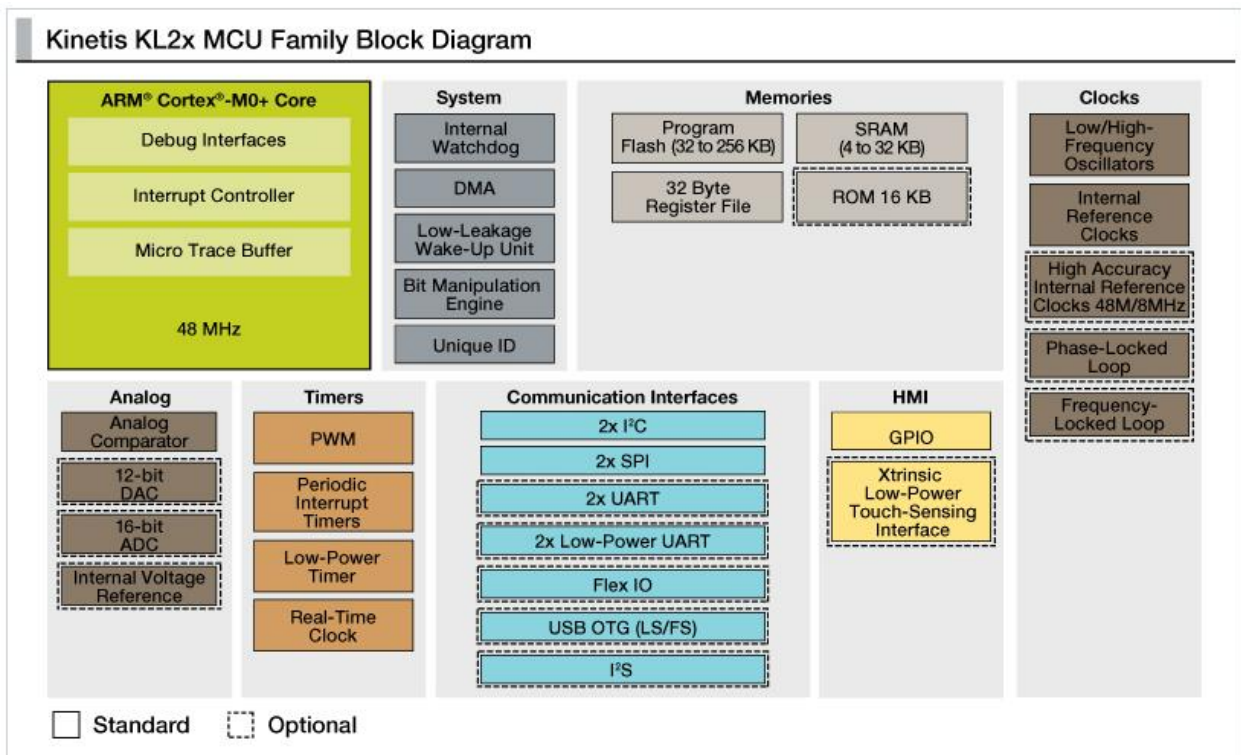 Kinetis KL2x MCU Family Block Diagram
ARM® Cortex®-M0+ Core
Debug Interfaces
Interrupt Controller
Micro Trace Buffer
48 MHz
System
Internal
Watchdog
DMA
Low-Leakage
Wake-Up Unit
Bit Manipulation
Engine
Unique ID
Memories
Program
Flash (32 to 256 KB)
SRAM
(4 to 32 KB)
32 Byte
Register File
ROM 16 KB
Clocks
Low/High-
Frequency
Oscillators
Internal
Reference
Clocks
High Accuracy
Internal Reference
Clocks 48M/8MHz
Phase-Locked
Loop
Frequency-
Locked Loop
Analog
Analog
Comparator
12-bit
DAC
16-bit
ADC
Internal Voltage
Reference
Timers
PWM
Periodic
Interrupt
Timers
Low-Power
Timer
Real-Time
Clock
Communication Interfaces
2x I²C
2x SPI
2x UART
2x Low-Power UART
Flex IO
USB OTG (LS/FS)
I²S
HMI
GPIO
Xtrinsic
Low-Power
Touch-Sensing
Interface
Standard
Optional